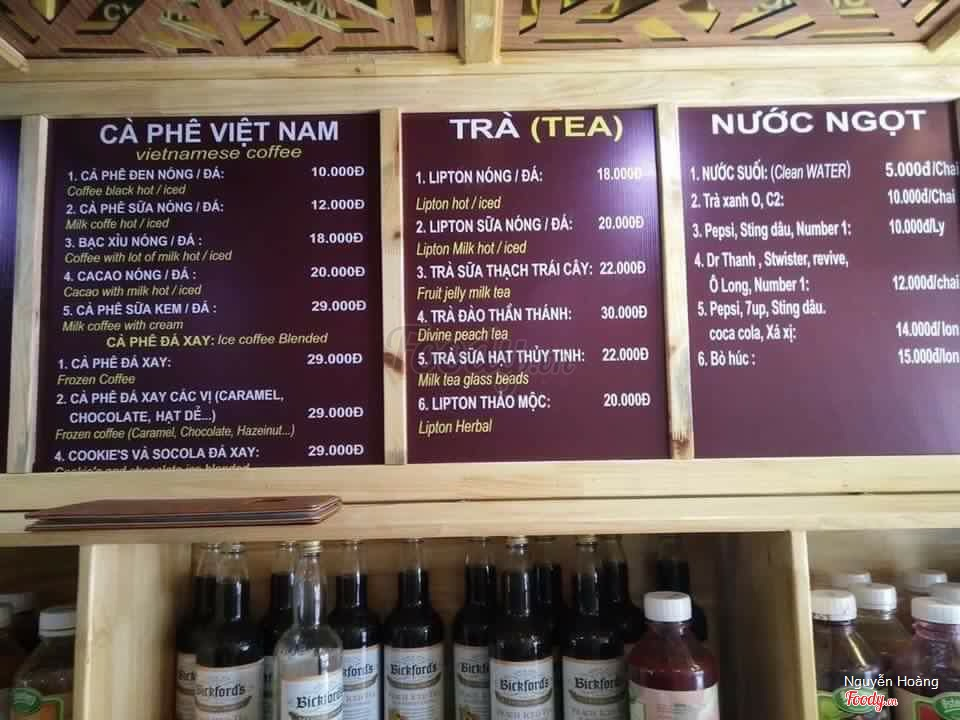 CÀ PHÊ VIỆT NAM
vietnamese coffee
1. CÀ PHÊ ĐEN NÓNG / ĐÁ: 10.000Đ
Coffee black hot / iced
2. CÀ PHÊ SỮA NÓNG / ĐÁ: 12.000Đ
Milk coffe hot / iced
3. BẠC XỈU NÓNG / ĐÁ : 18.000Đ
Coffee with lot of milk hot / iced
4. CACAO NÓNG / ĐÁ : 20.000Đ
Cacao with milk hot / iced
5. CÀ PHÊ SỮA KEM / ĐÁ : 29.000Đ
Milk coffee with cream
CÀ PHÊ ĐÁ XAY: Ice coffee Blended
1. CÀ PHÊ ĐÁ XAY: 29.000Đ
Frozen Coffee
2. CÀ PHÊ ĐÁ XAY CÁC VỊ (CARAMEL,
CHOCOLATE, HẠT DẺ...) 29.000Đ
Frozen coffee (Caramel, Chocolate, Hazeinut...)
4. COOKIE'S VÀ SOCOLA ĐÁ XAY: 29.000Đ
Cookie's and chocolate ice blended
TRÀ (TEA)
1. LIPTON NÓNG / ĐÁ: 18.000Đ
Lipton hot / iced
2. LIPTON SỮA NÓNG / ĐÁ: 20.000Đ
Lipton Milk hot / iced
3. TRÀ SỮA THẠCH TRÁI CÂY: 22.000Đ
Fruit jelly milk tea
4. TRÀ ĐÀO THẦN THÁNH: 30.000Đ
Divine peach tea
5. TRÀ SỮA HẠT THỦY TINH: 22.000Đ
Milk tea glass beads
6. LIPTON THẢO MỘC: 20.000Đ
Lipton Herbal
NƯỚC NGỌT
1. NƯỚC SUỐI: (Clean WATER) 5.000đ/Chai
2. Trà xanh O, C2: 10.000đ/Chai
3. Pepsi, Sting dâu, Number 1: 10.000đ/Ly
4. Dr Thanh , Stwister, revive,
Ô Long, Number 1: 12.000đ/chai
5. Pepsi, 7up, Sting dâu.
coca cola, Xá xị: 14.000đ/lon
6. Bò húc : 15.000đ/lon
Foody.vn
BICKFORD'S
BICKFORD'S
BICKFORD'S
BICKFORD'S
BICKFORD'S
PEACH ICED TEA
Nguyễn Hoàng
Foody.vn